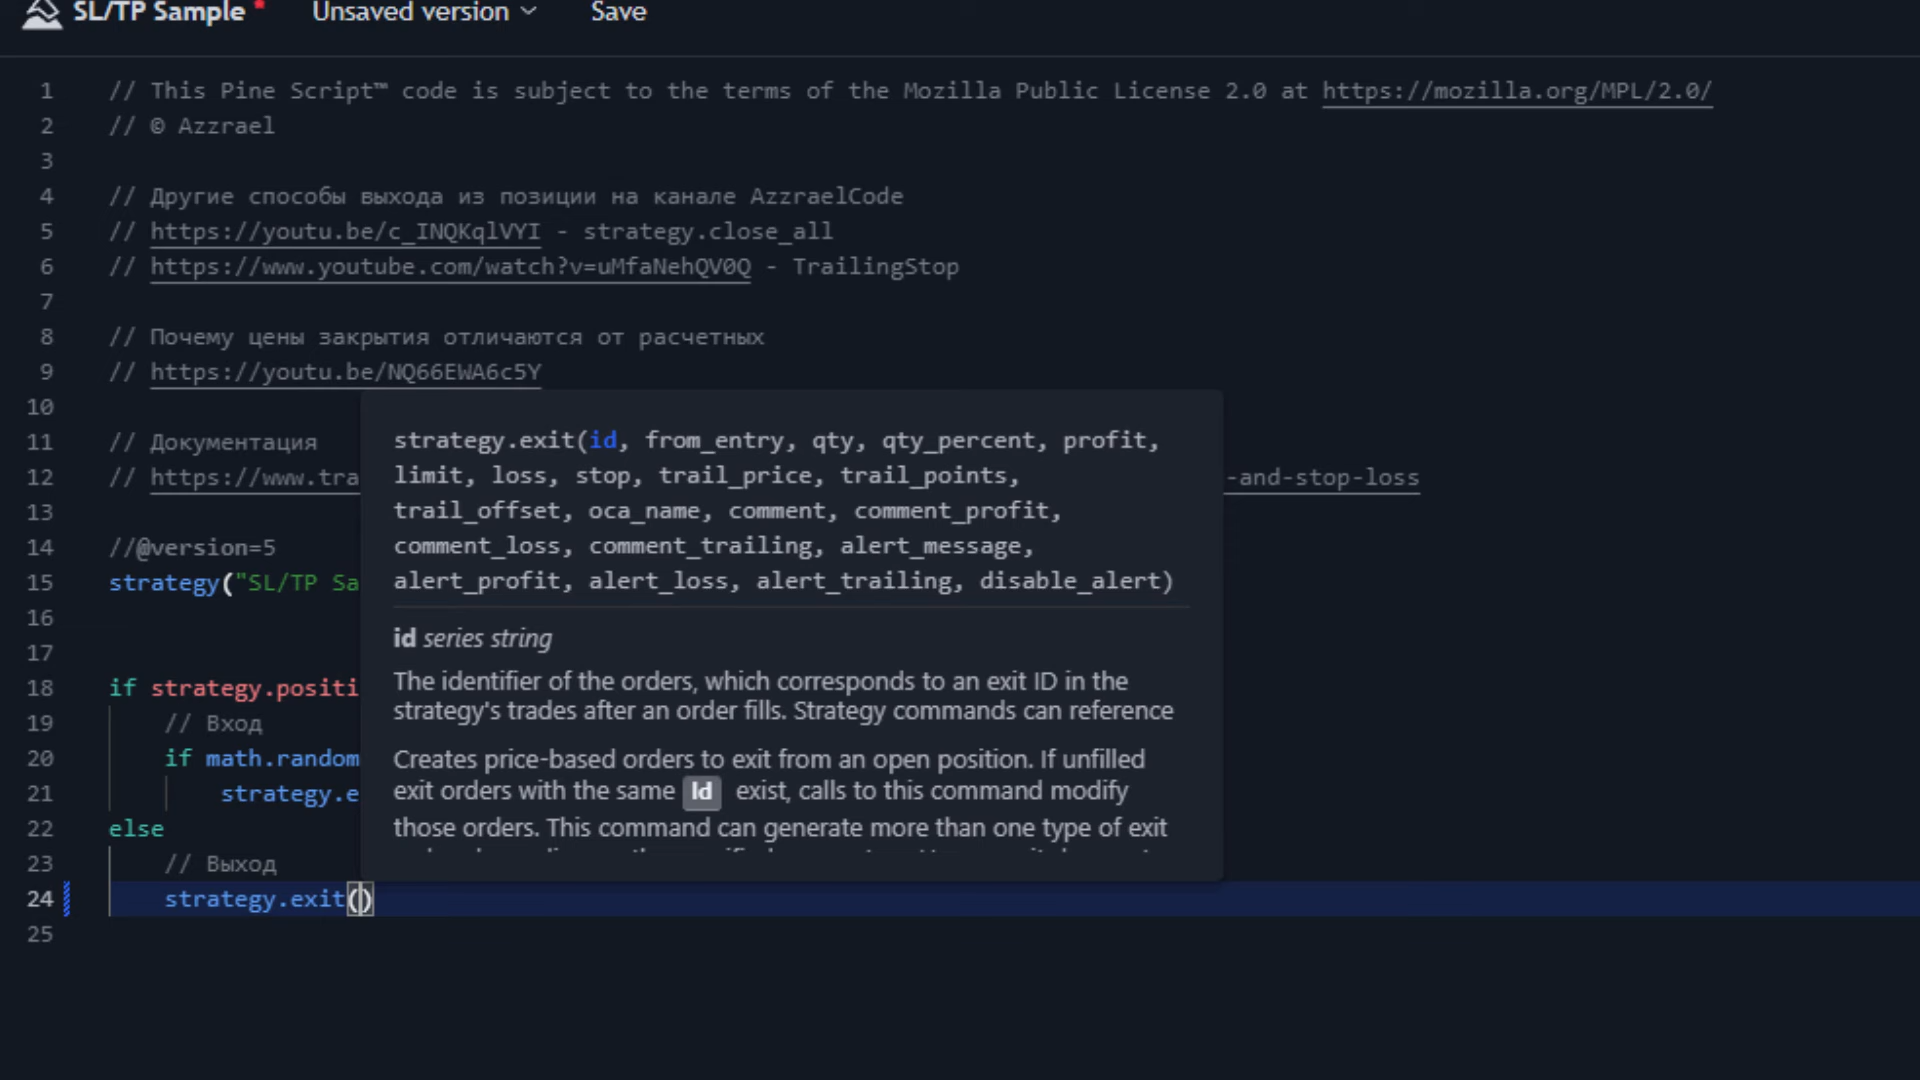 SL/TP Sample * Unsaved version Save
1 // This Pine Script™ code is subject to the terms of the Mozilla Public License 2.0 at https://mozilla.org/MPL/2.0/
2 // © Azzrael
3
4 // Другие способы выхода из позиции на канале AzzraelCode
5 // https://youtu.be/c_INQKqlVYI - strategy.close_all
6 // https://www.youtube.com/watch?v=uMfaNehQV0Q - TrailingStop
7
8 // Почему цены закрытия отличаются от расчетных
9 // https://youtu.be/NQ66EWA6c5Y
10
strategy.exit(id, from_entry, qty, qty_percent, profit,
limit, loss, stop, trail_price, trail_points,
trail_offset, oca_name, comment, comment_profit,
comment_loss, comment_trailing, alert_message,
alert_profit, alert_loss, alert_trailing, disable_alert)
id series string
The identifier of the orders, which corresponds to an exit ID in the
strategy's trades after an order fills. Strategy commands can reference
Creates price-based orders to exit from an open position. If unfilled
exit orders with the same Id exist, calls to this command modify
those orders. This command can generate more than one type of exit
11 // Документация
12 // https://www.tra -and-stop-loss
13
14 //@version=5
15 strategy("SL/TP Sa
16
17
18 if strategy.positi
19 // Вход
20 if math.random
21 strategy.e
22 else
23 // Выход
24 strategy.exit()
25